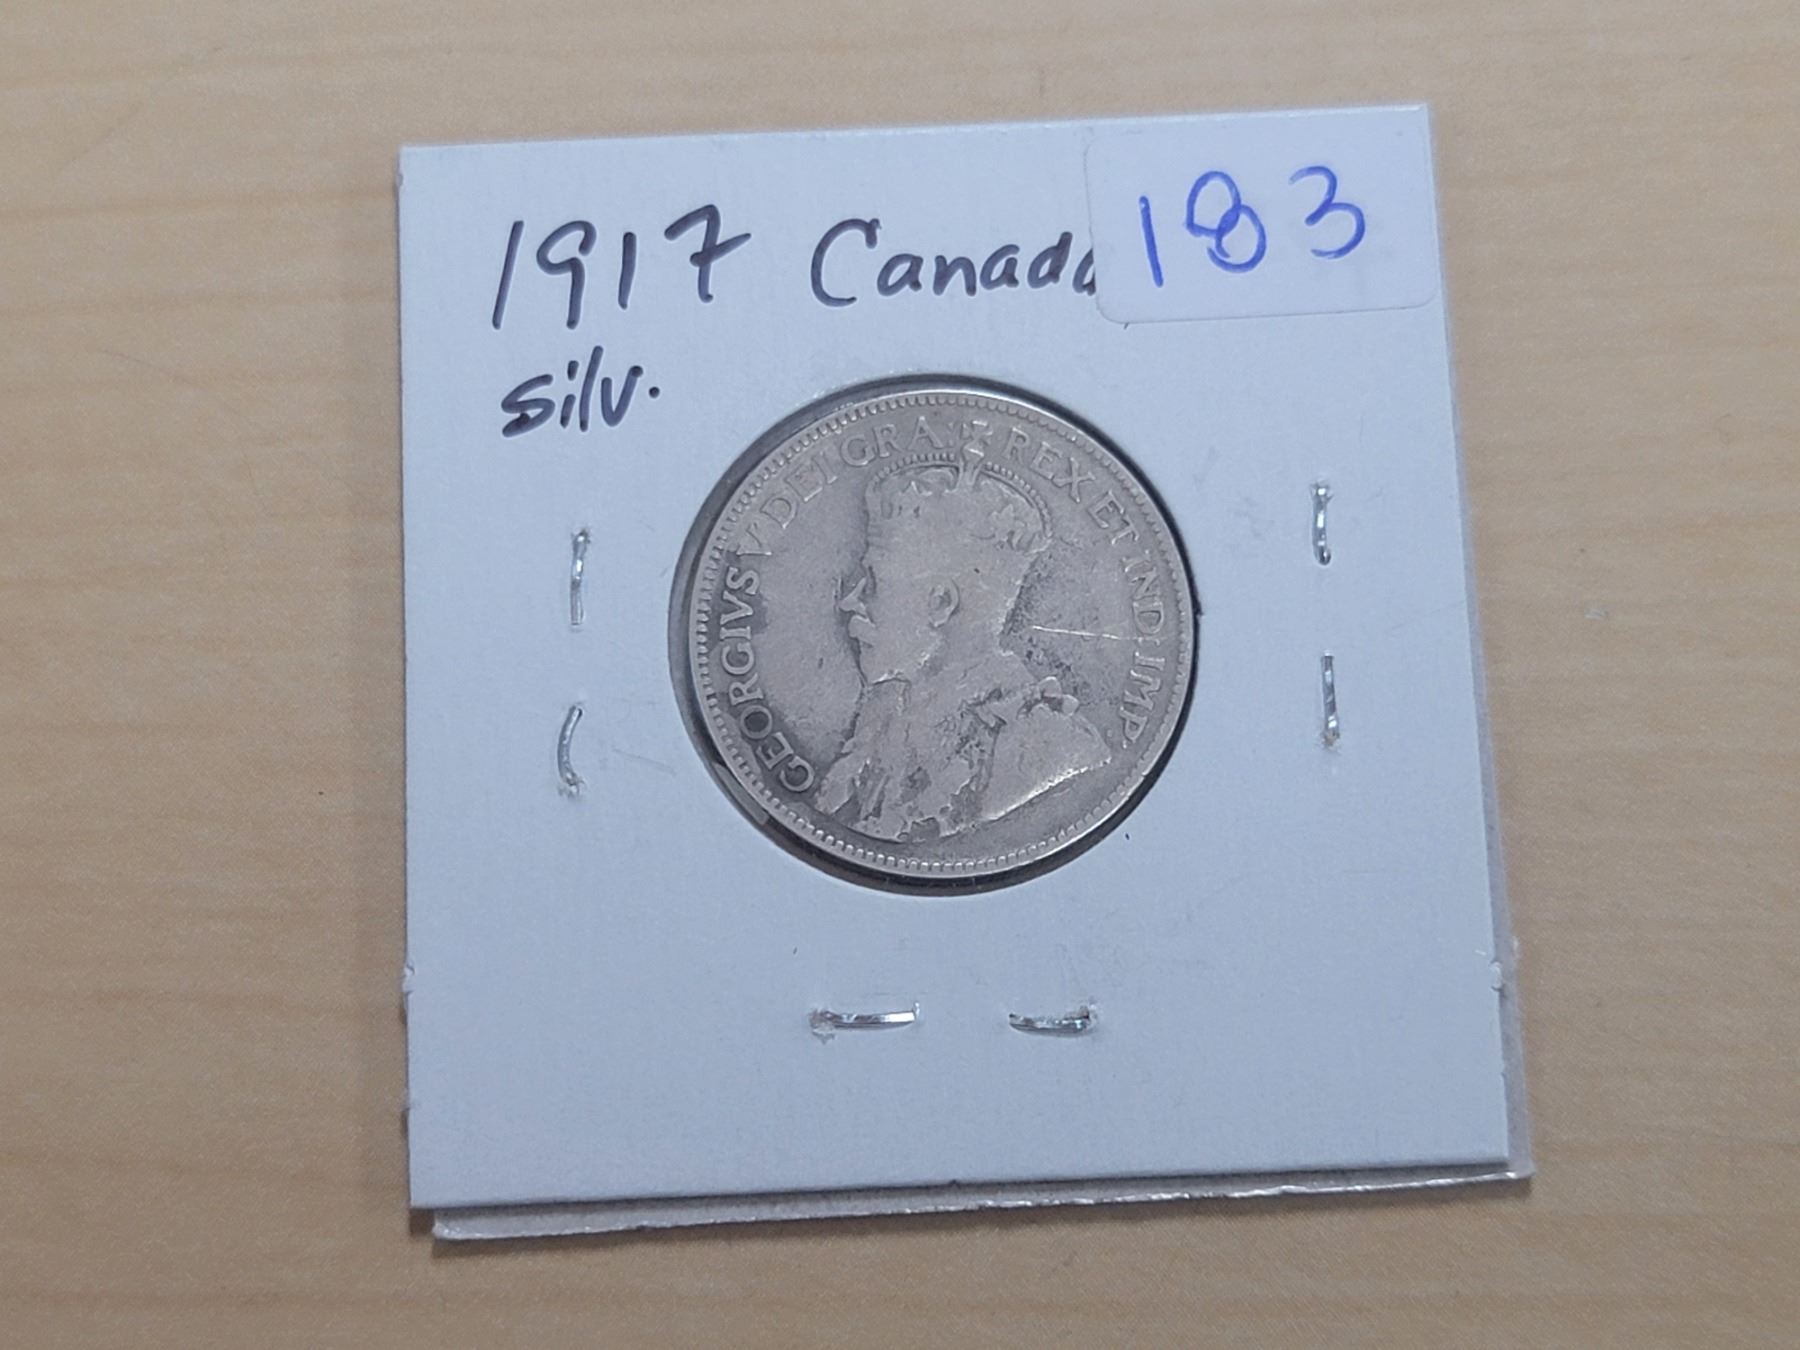 1917 Canada
183
silv.
GEORGIVS V DEI GRA: REX ET IND: IMP: